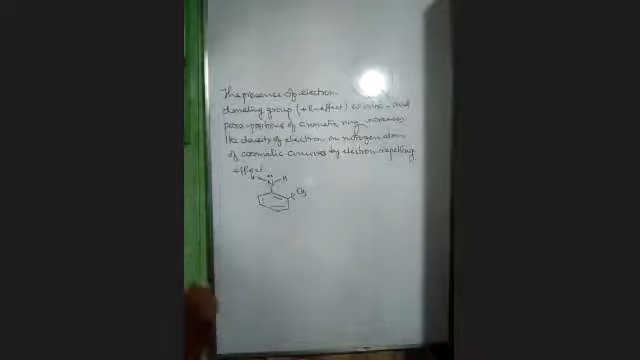 The presence of electron-
donating group (+R-effect) at ortho- and
para-positions of aromatic ring increases
the density of electron on nitrogen atom
of aromatic amines by electron repelling
effect.
H N H
CH3